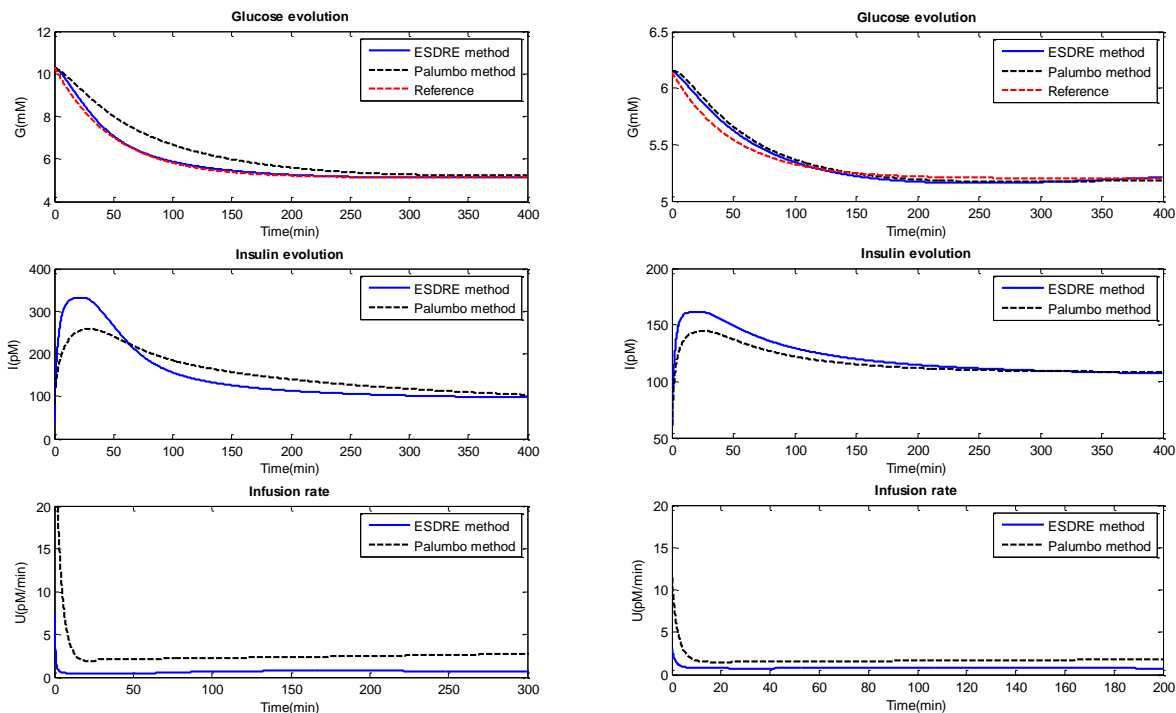 Glucose evolution
12
10
8
6
4
G(mM)
ESDRE method
Palumbo method
Reference
0 50 100 150 200 250 300 350 400
Time(min)
Insulin evolution
400
300
200
100
0
I(pM)
ESDRE method
Palumbo method
0 50 100 150 200 250 300 350 400
Time(min)
Infusion rate
20
15
10
5
0
U(pM/min)
ESDRE method
Palumbo method
0 50 100 150 200 250 300
Time(min)
Glucose evolution
6.5
6
5.5
5
G(mM)
ESDRE method
Palumbo method
Reference
0 50 100 150 200 250 300 350 400
Time(min)
Insulin evolution
200
150
100
50
I(pM)
ESDRE method
Palumbo method
0 50 100 150 200 250 300 350 400
Time(min)
Infusion rate
20
15
10
5
0
U(pM/min)
ESDRE method
Palumbo method
0 20 40 60 80 100 120 140 160 180 200
Time(min)